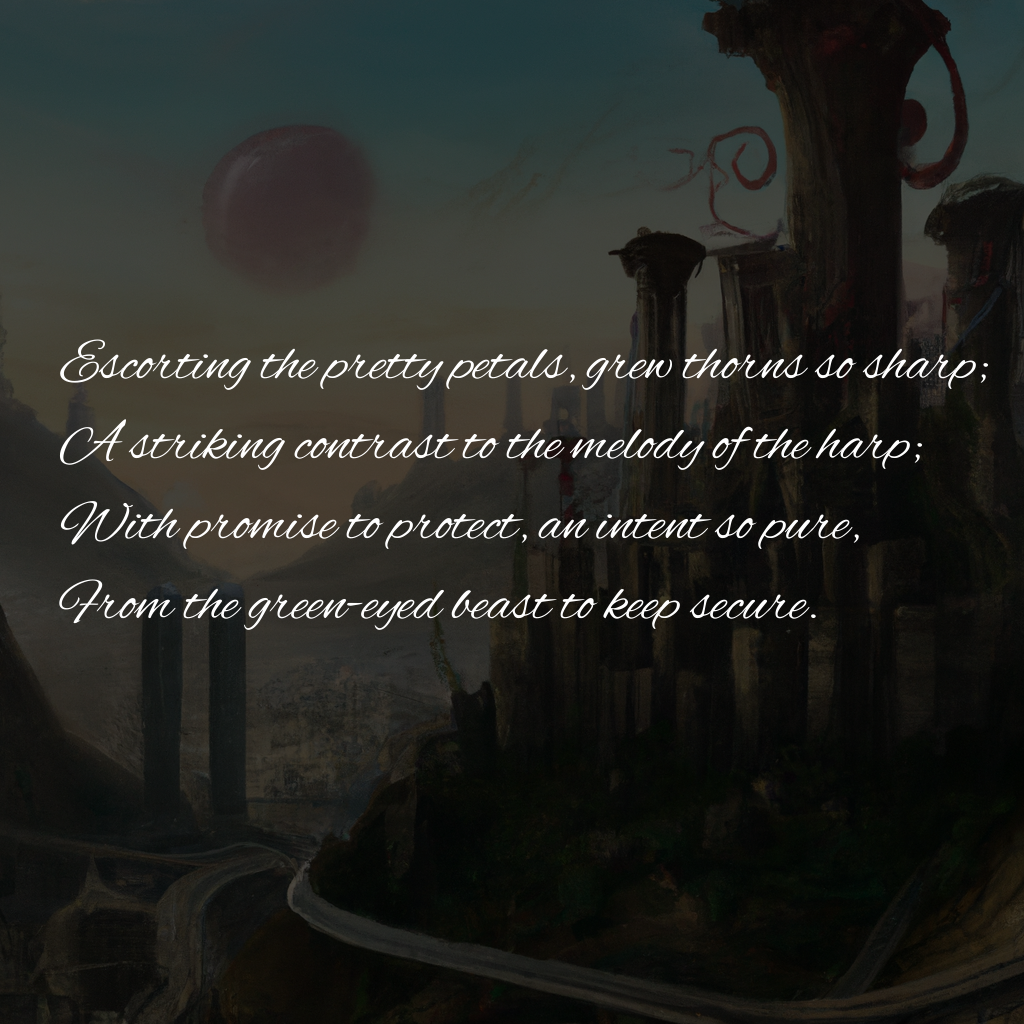 Escorting the pretty petals, grew thorns so sharp;
A striking contrast to the melody of the harp;
With promise to protect, an intent so pure,
From the green-eyed beast to keep secure.